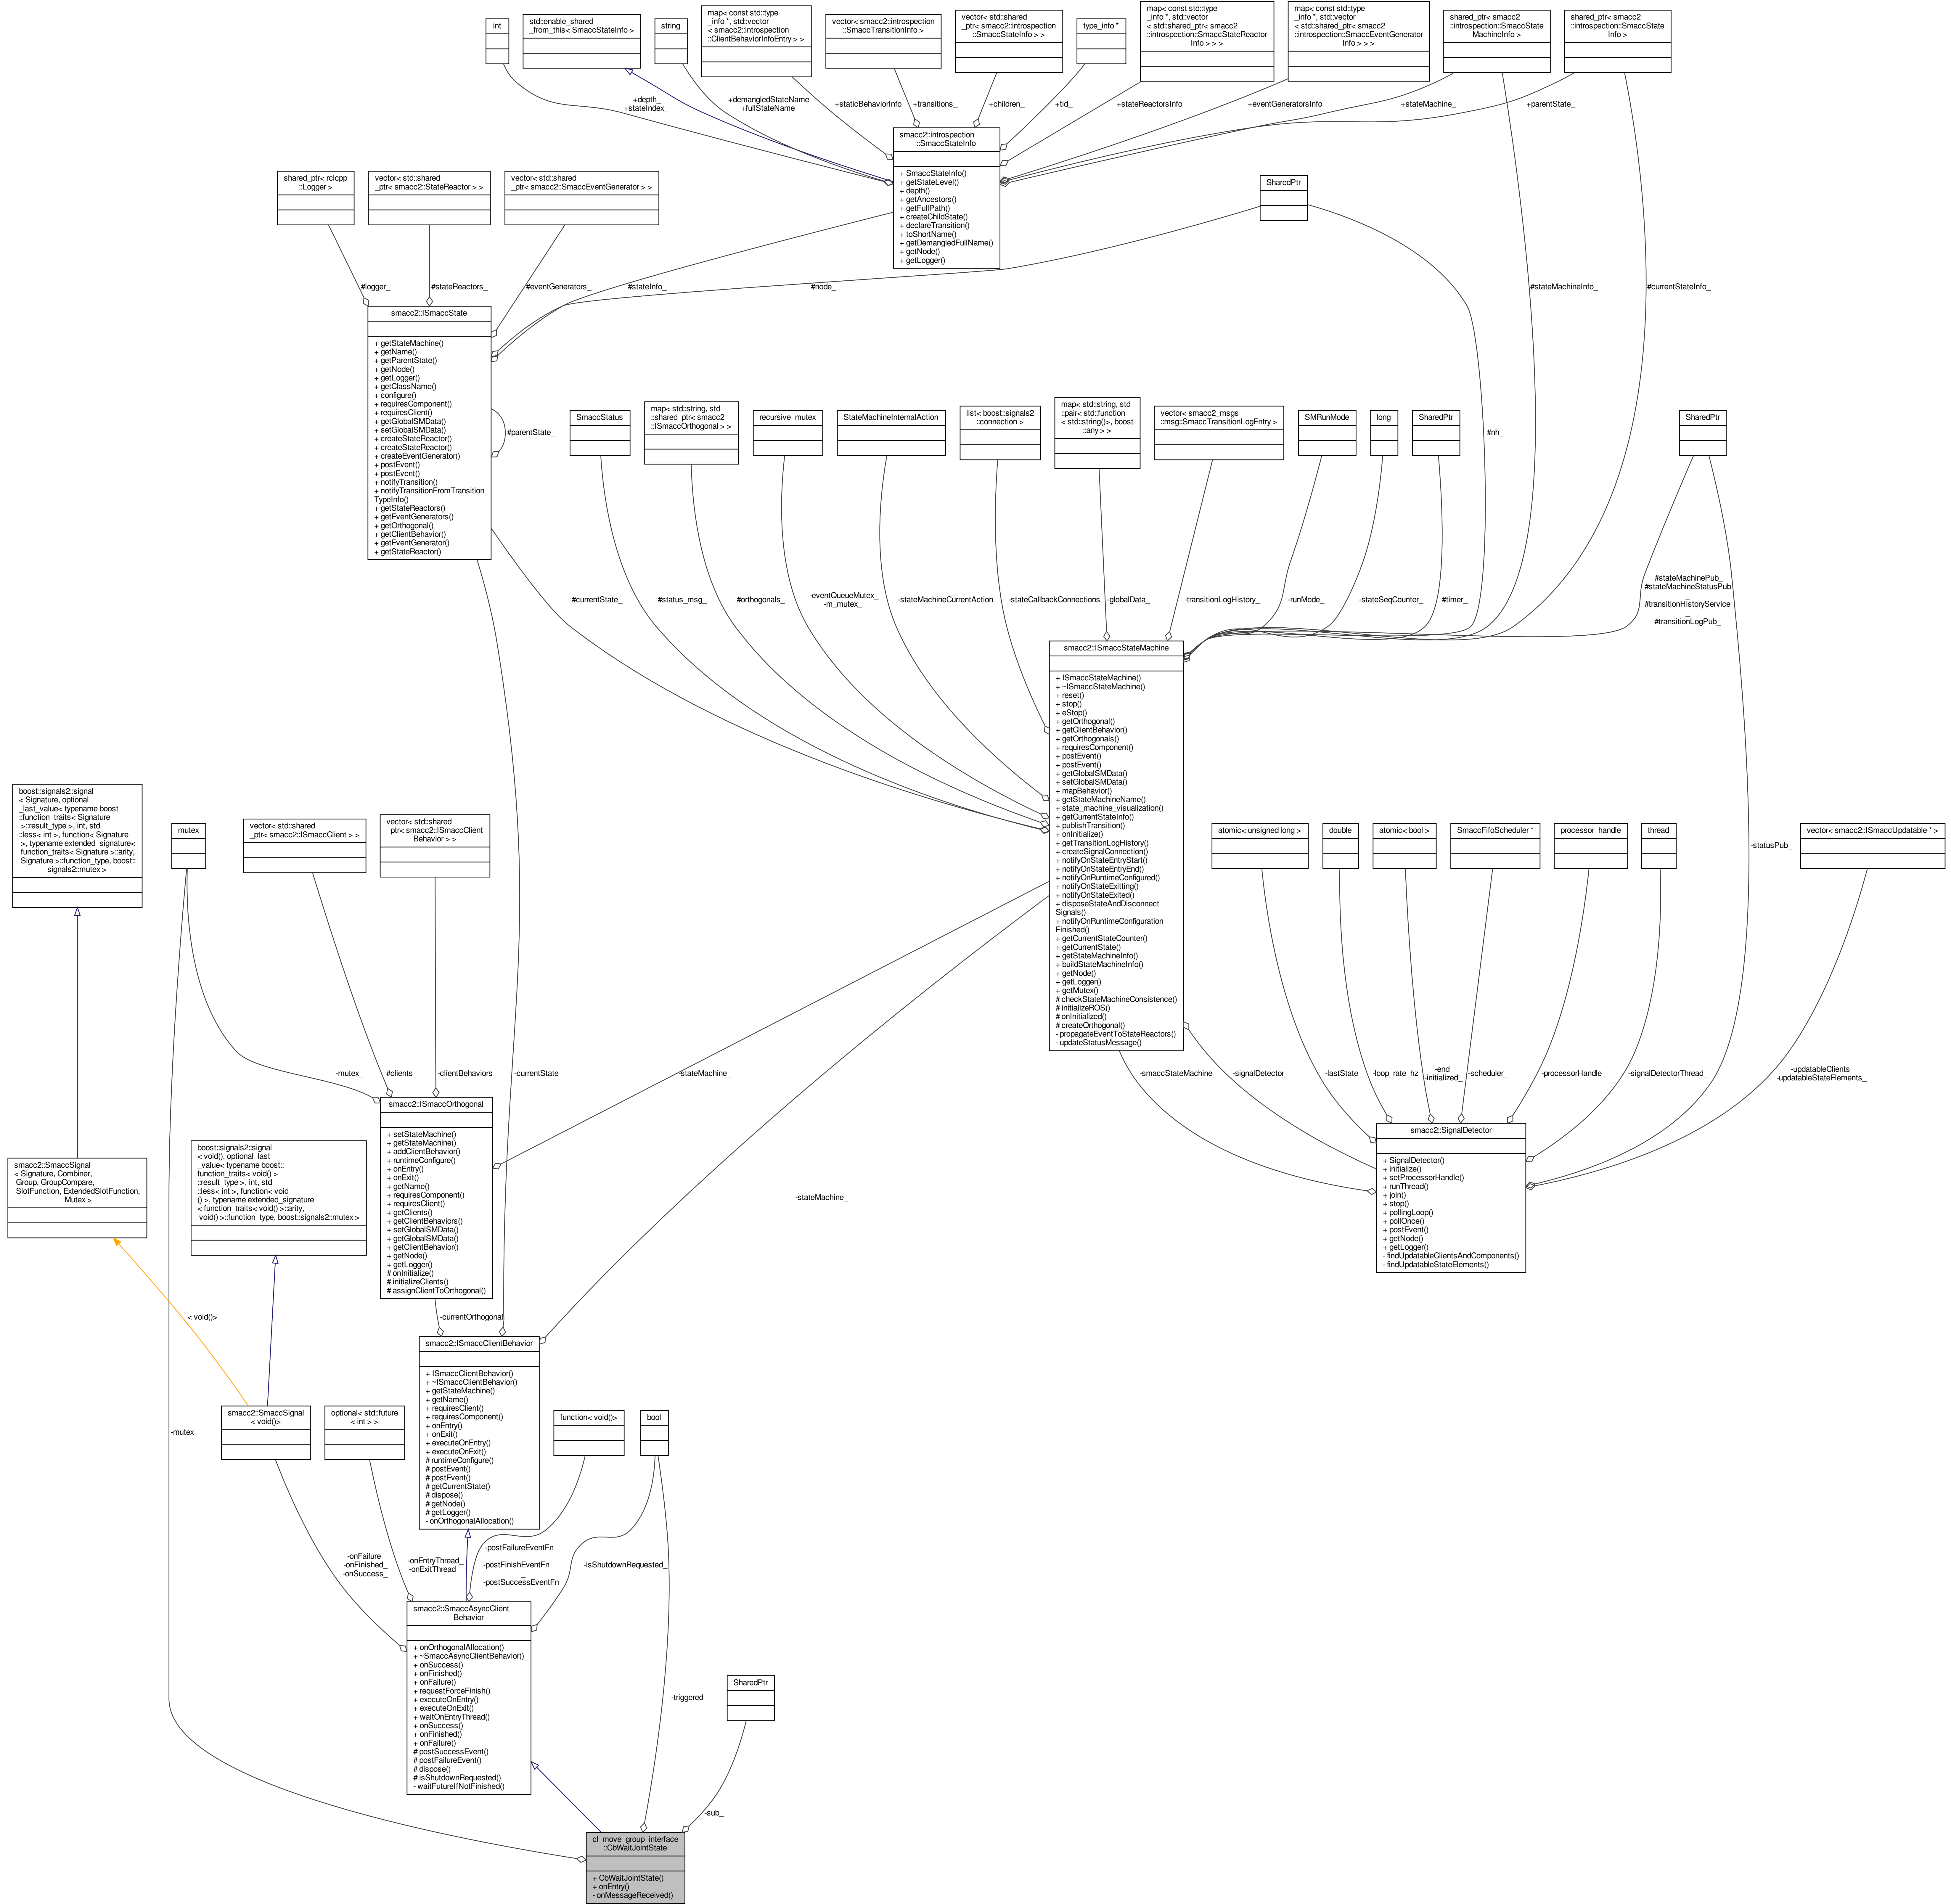 int
std::enable_shared
_from_this< SmaccStateInfo >
string
map< const std::type
_info *, std::vector
< smacc2::introspection
::ClientBehaviorInfoEntry > >
vector< smacc2::introspection
::SmaccTransitionInfo >
vector< std::shared
_ptr< smacc2::introspection
::SmaccStateInfo > >
type_info *
map< const std::type
_info *, std::vector
< std::shared_ptr< smacc2
::introspection::SmaccStateReactor
Info > > >
map< const std::type
_info *, std::vector
< std::shared_ptr< smacc2
::introspection::SmaccEventGenerator
Info > > >
shared_ptr< smacc2
::introspection::SmaccState
MachineInfo >
shared_ptr< smacc2
::introspection::SmaccState
Info >
+depth_
+stateIndex_
+demangledStateName
+fullStateName
+staticBehaviorInfo
+transitions_
+children_
+tid_
+stateReactorsInfo
+eventGeneratorsInfo
+stateMachine_
+parentState_
smacc2::introspection
::SmaccStateInfo
+ SmaccStateInfo()
+ getStateLevel()
+ depth()
+ getAncestors()
+ getFullPath()
+ createChildState()
+ declareTransition()
+ toShortName()
+ getDemangledFullName()
+ getNode()
+ getLogger()
shared_ptr< rclcpp
::Logger >
vector< std::shared
_ptr< smacc2::StateReactor > >
vector< std::shared
_ptr< smacc2::SmaccEventGenerator > >
SharedPtr
#logger_
#stateReactors_
#eventGenerators_
#stateInfo_
#node_
#stateMachineInfo_
#currentStateInfo_
smacc2::ISmaccState
+ getStateMachine()
+ getName()
+ getParentState()
+ getNode()
+ getLogger()
+ getClassName()
+ configure()
+ requiresComponent()
+ requiresClient()
+ getGlobalSMData()
+ setGlobalSMData()
+ createStateReactor()
+ createStateReactor()
+ createEventGenerator()
+ postEvent()
+ postEvent()
+ notifyTransition()
+ notifyTransitionFromTransition
TypeInfo()
+ getStateReactors()
+ getEventGenerators()
+ getOrthogonal()
+ getClientBehavior()
+ getEventGenerator()
+ getStateReactor()
#parentState_
SmaccStatus
map< std::string, std
::shared_ptr< smacc2
::ISmaccOrthogonal > >
recursive_mutex
StateMachineInternalAction
list< boost::signals2
::connection >
map< std::string, std
::pair< std::function
< std::string()>, boost
::any > >
vector< smacc2_msgs
::msg::SmaccTransitionLogEntry >
SMRunMode
long
SharedPtr
#nh_
SharedPtr
#currentState_
#status_msg_
#orthogonals_
-eventQueueMutex_
-m_mutex_
-stateMachineCurrentAction
-stateCallbackConnections
-globalData_
-transitionLogHistory_
-runMode_
-stateSeqCounter_
#timer_
#stateMachinePub_
#stateMachineStatusPub
_
#transitionHistoryService
_
#transitionLogPub_
smacc2::ISmaccStateMachine
+ ISmaccStateMachine()
+ ~ISmaccStateMachine()
+ reset()
+ stop()
+ eStop()
+ getOrthogonal()
+ getClientBehavior()
+ getOrthogonals()
+ requiresComponent()
+ postEvent()
+ postEvent()
+ getGlobalSMData()
+ setGlobalSMData()
+ mapBehavior()
+ getStateMachineName()
+ state_machine_visualization()
+ getCurrentStateInfo()
+ publishTransition()
+ onInitialize()
+ getTransitionLogHistory()
+ createSignalConnection()
+ notifyOnStateEntryStart()
+ notifyOnStateEntryEnd()
+ notifyOnRuntimeConfigured()
+ notifyOnStateExitting()
+ notifyOnStateExited()
+ disposeStateAndDisconnect
Signals()
+ notifyOnRuntimeConfiguration
Finished()
+ getCurrentStateCounter()
+ getCurrentState()
+ getStateMachineInfo()
+ buildStateMachineInfo()
+ getNode()
+ getLogger()
+ getMutex()
# checkStateMachineConsistence()
# initializeROS()
# onInitialized()
# createOrthogonal()
- propagateEventToStateReactors()
- updateStatusMessage()
boost::signals2::signal
< Signature, optional
_last_value< typename boost
::function_traits< Signature
>::result_type >, int, std
::less< int >, function< Signature
>, typename extended_signature<
function_traits< Signature >::arity,
Signature >::function_type, boost::
signals2::mutex >
mutex
vector< std::shared
_ptr< smacc2::ISmaccClient > >
vector< std::shared
_ptr< smacc2::ISmaccClient
Behavior > >
atomic< unsigned long >
double
atomic< bool >
SmaccFifoScheduler *
processor_handle
thread
-statusPub_
vector< smacc2::ISmaccUpdatable * >
-mutex_
#clients_
-clientBehaviors_
-currentState
-stateMachine_
-smaccStateMachine_
-signalDetector_
-lastState_
-loop_rate_hz
-end_
-initialized_
-scheduler_
-processorHandle_
-signalDetectorThread_
-updatableClients_
-updatableStateElements_
smacc2::ISmaccOrthogonal
+ setStateMachine()
+ getStateMachine()
+ addClientBehavior()
+ runtimeConfigure()
+ onEntry()
+ onExit()
+ getName()
+ requiresComponent()
+ requiresClient()
+ getClients()
+ getClientBehaviors()
+ setGlobalSMData()
+ getGlobalSMData()
+ getClientBehavior()
+ getNode()
+ getLogger()
# onInitialize()
# initializeClients()
# assignClientToOrthogonal()
smacc2::SignalDetector
+ SignalDetector()
+ initialize()
+ setProcessorHandle()
+ runThread()
+ join()
+ stop()
+ pollingLoop()
+ pollOnce()
+ postEvent()
+ getNode()
+ getLogger()
- findUpdatableClientsAndComponents()
- findUpdatableStateElements()
smacc2::SmaccSignal
< Signature, Combiner,
Group, GroupCompare,
SlotFunction, ExtendedSlotFunction,
Mutex >
boost::signals2::signal
< void(), optional_last
_value< typename boost::
function_traits< void() >
::result_type >, int, std
::less< int >, function< void
() >, typename extended_signature
< function_traits< void() >::arity,
void() >::function_type, boost::signals2::mutex >
-stateMachine_
< void()>
-currentOrthogonal
smacc2::ISmaccClientBehavior
+ ISmaccClientBehavior()
+ ~ISmaccClientBehavior()
+ getStateMachine()
+ getName()
+ requiresClient()
+ requiresComponent()
+ onEntry()
+ onExit()
+ executeOnEntry()
+ executeOnExit()
# runtimeConfigure()
# postEvent()
# postEvent()
# getCurrentState()
# dispose()
# getNode()
# getLogger()
- onOrthogonalAllocation()
-mutex
smacc2::SmaccSignal
< void()>
optional< std::future
< int > >
function< void()>
bool
-onFailure_
-onFinished_
-onSuccess_
-onEntryThread_
-onExitThread_
-postFailureEventFn
_
-postFinishEventFn
_
-postSuccessEventFn_
-isShutdownRequested_
smacc2::SmaccAsyncClient
Behavior
+ onOrthogonalAllocation()
+ ~SmaccAsyncClientBehavior()
+ onSuccess()
+ onFinished()
+ onFailure()
+ requestForceFinish()
+ executeOnEntry()
+ executeOnExit()
+ waitOnEntryThread()
+ onSuccess()
+ onFinished()
+ onFailure()
# postSuccessEvent()
# postFailureEvent()
# dispose()
# isShutdownRequested()
- waitFutureIfNotFinished()
SharedPtr
-triggered
-sub_
cl_move_group_interface
::CbWaitJointState
+ CbWaitJointState()
+ onEntry()
- onMessageReceived()